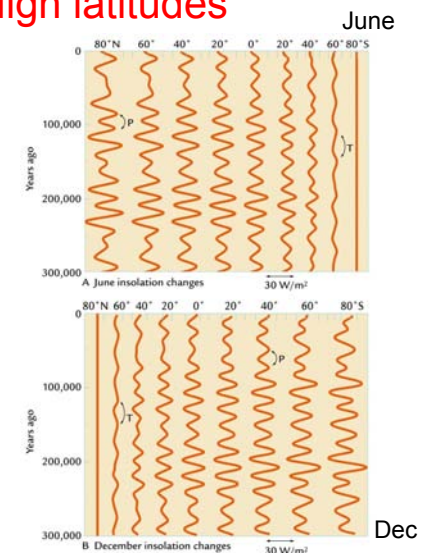 high latitudes
June
80°N 60° 40° 20° 0° 20° 40° 60° 80°S
0
P
100,000
T
Years ago
200,000
300,000
A June insolation changes
30 W/m²
80°N 60° 40° 20° 0° 20° 40° 60° 80°S
0
P
100,000
T
Years ago
200,000
300,000
B December insolation changes
30 W/m²
Dec